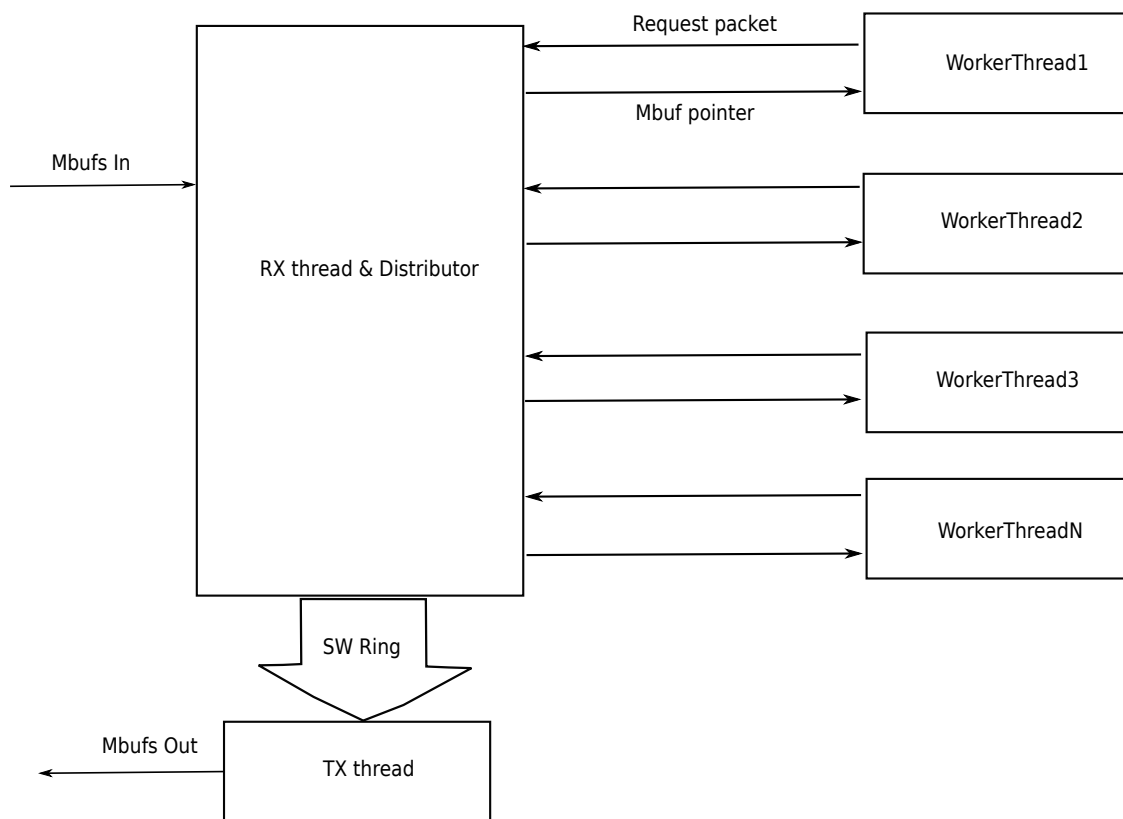 Request packet
WorkerThread1
Mbuf pointer
Mbufs In
WorkerThread2
RX thread & Distributor
WorkerThread3
WorkerThreadN
SW Ring
Mbufs Out
TX thread